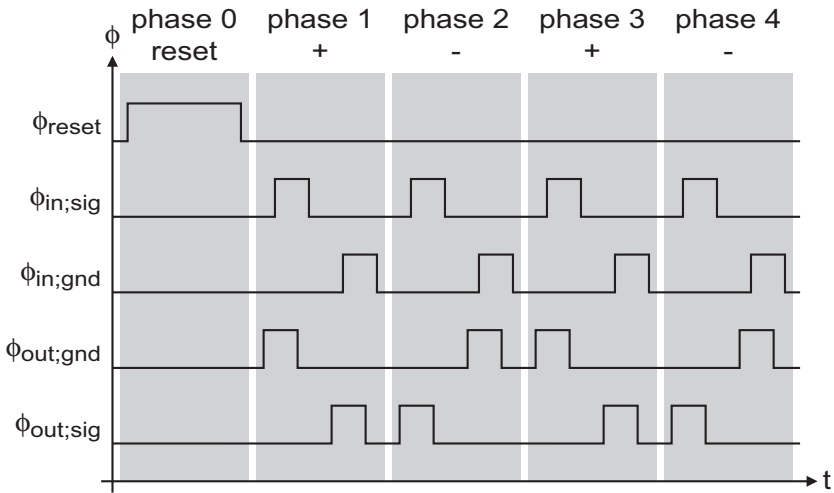 phase 0 phase 1 phase 2 phase 3 phase 4
ϕ reset + - + -
ϕreset
ϕin;sig
ϕin;gnd
ϕout;gnd
ϕout;sig
t